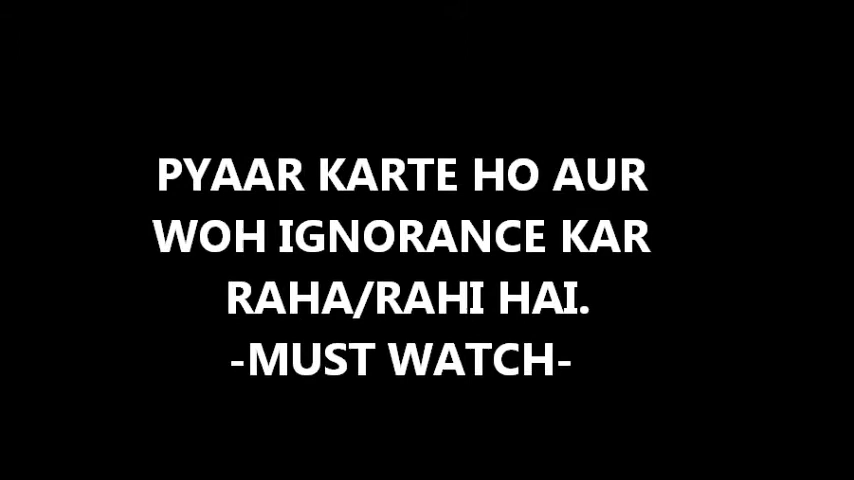 PYAAR KARTE HO AUR
WOH IGNORANCE KAR
RAHA/RAHI HAI.
-MUST WATCH-